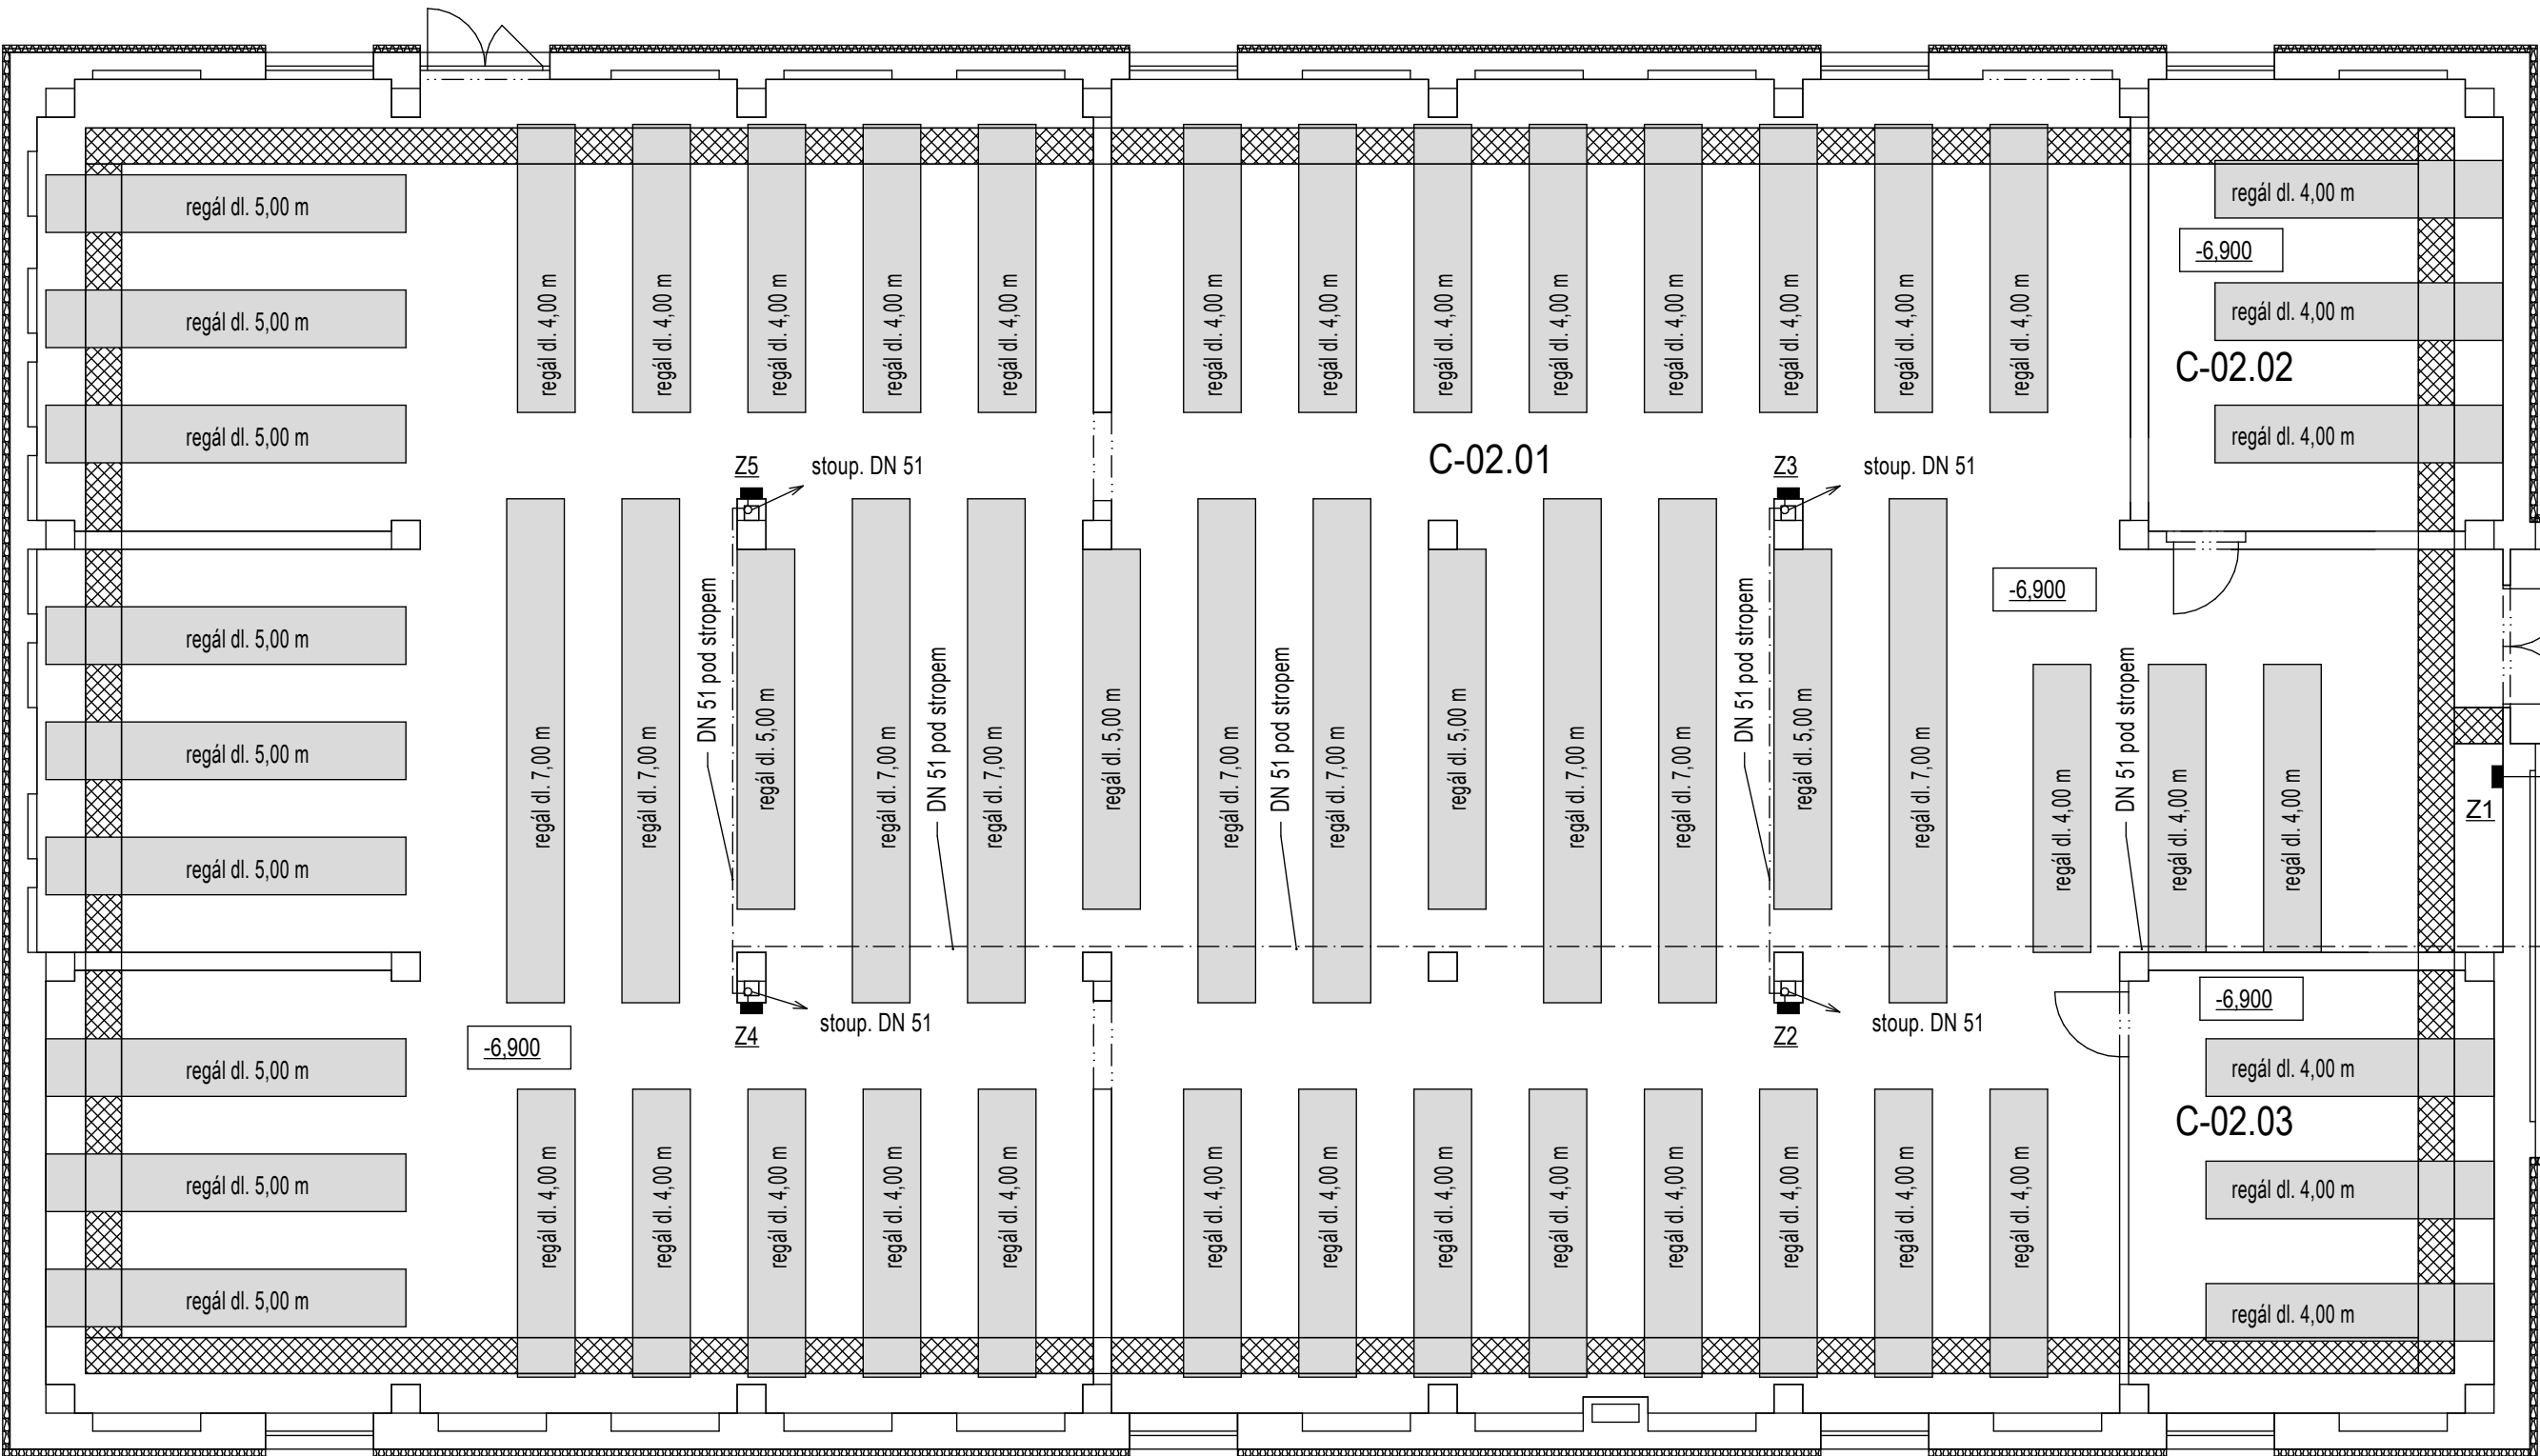 regál dl. 4,00 m
regál dl. 4,00 m
regál dl. 4,00 m
regál dl. 4,00 m
regál dl. 4,00 m
regál dl. 4,00 m
regál dl. 4,00 m
regál dl. 4,00 m
regál dl. 4,00 m
regál dl. 4,00 m
regál dl. 4,00 m
regál dl. 4,00 m
regál dl. 4,00 m
regál dl. 5,00 m
regál dl. 5,00 m
regál dl. 5,00 m
regál dl. 4,00 m
-6,900
regál dl. 4,00 m
C-02.02
regál dl. 4,00 m
Z5
stoup. DN 51
C-02.01
Z3
stoup. DN 51
-6,900
regál dl. 5,00 m
regál dl. 5,00 m
regál dl. 5,00 m
regál dl. 7,00 m
regál dl. 7,00 m
DN 51 pod stropem
regál dl. 5,00 m
regál dl. 7,00 m
DN 51 pod stropem
regál dl. 7,00 m
regál dl. 5,00 m
regál dl. 7,00 m
DN 51 pod stropem
regál dl. 7,00 m
regál dl. 5,00 m
regál dl. 7,00 m
regál dl. 7,00 m
DN 51 pod stropem
regál dl. 5,00 m
regál dl. 7,00 m
regál dl. 4,00 m
DN 51 pod stropem
regál dl. 4,00 m
regál dl. 4,00 m
Z1
-6,900
Z4
stoup. DN 51
Z2
stoup. DN 51
-6,900
regál dl. 5,00 m
regál dl. 5,00 m
regál dl. 5,00 m
regál dl. 4,00 m
regál dl. 4,00 m
regál dl. 4,00 m
regál dl. 4,00 m
regál dl. 4,00 m
regál dl. 4,00 m
regál dl. 4,00 m
regál dl. 4,00 m
regál dl. 4,00 m
regál dl. 4,00 m
regál dl. 4,00 m
regál dl. 4,00 m
regál dl. 4,00 m
regál dl. 4,00 m
C-02.03
regál dl. 4,00 m
regál dl. 4,00 m